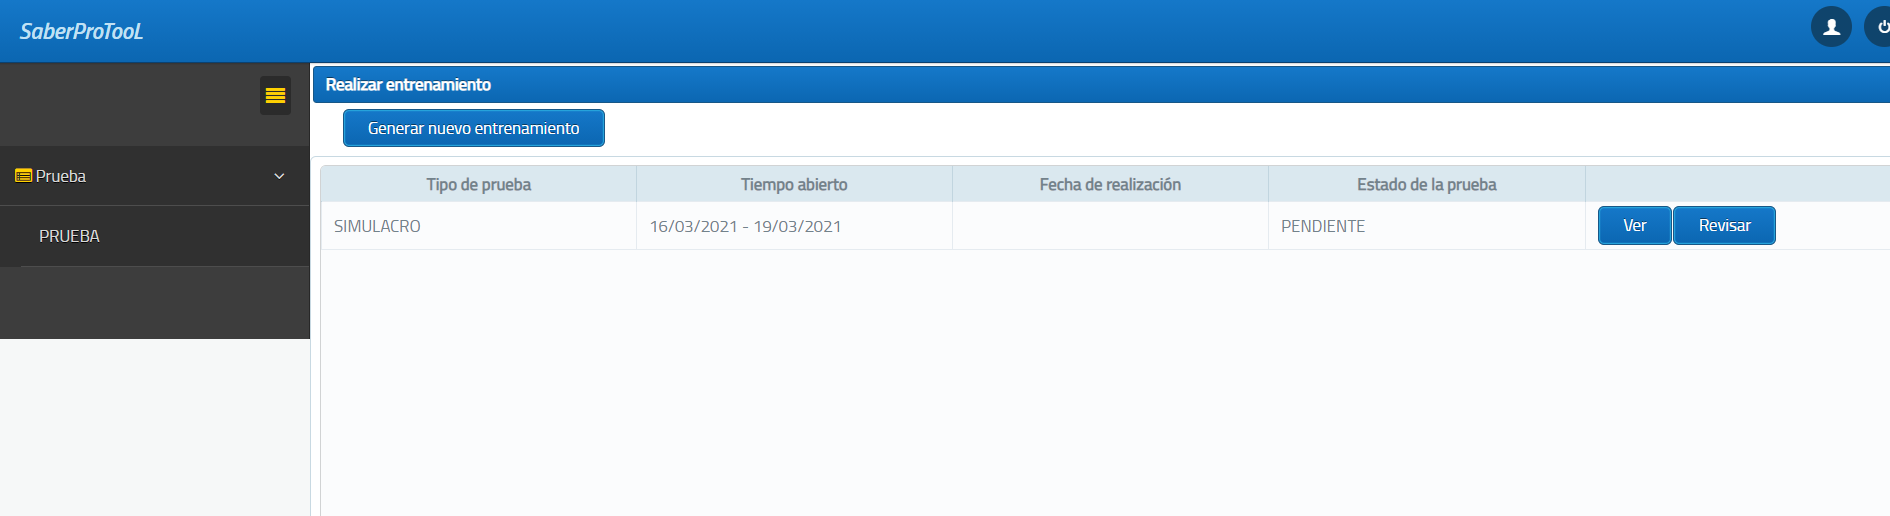 SaberProTooL
Realizar entrenamiento
Generar nuevo entrenamiento
Prueba
PRUEBA
Tipo de prueba Tiempo abierto Fecha de realización Estado de la prueba
SIMULACRO 16/03/2021 - 19/03/2021 PENDIENTE Ver Revisar